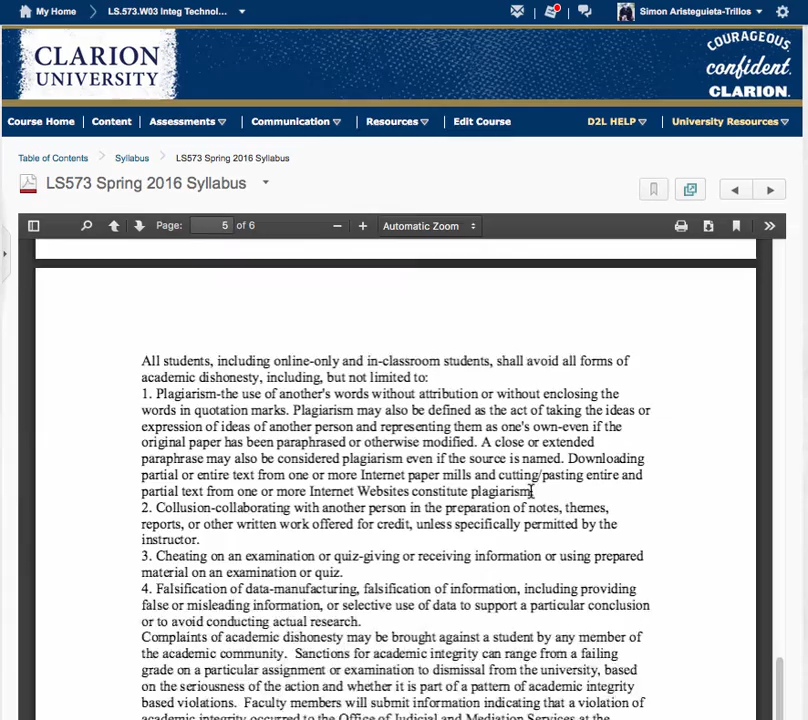 My Home LS.573.W03 Integ Technol... Simon Aristeguieta-Trillos
CLARION
UNIVERSITY
COURAGEOUS
confident.
CLARION.
Course Home Content Assessments Communication Resources Edit Course D2L HELP University Resources
Table of Contents Syllabus LS573 Spring 2016 Syllabus
LS573 Spring 2016 Syllabus
Page: 5 of 6 Automatic Zoom
All students, including online-only and in-classroom students, shall avoid all forms of
academic dishonesty, including, but not limited to:
1. Plagiarism-the use of another's words without attribution or without enclosing the
words in quotation marks. Plagiarism may also be defined as the act of taking the ideas or
expression of ideas of another person and representing them as one's own-even if the
original paper has been paraphrased or otherwise modified. A close or extended
paraphrase may also be considered plagiarism even if the source is named. Downloading
partial or entire text from one or more Internet paper mills and cutting/pasting entire and
partial text from one or more Internet Websites constitute plagiarism.
2. Collusion-collaborating with another person in the preparation of notes, themes,
reports, or other written work offered for credit, unless specifically permitted by the
instructor.
3. Cheating on an examination or quiz-giving or receiving information or using prepared
material on an examination or quiz.
4. Falsification of data-manufacturing, falsification of information, including providing
false or misleading information, or selective use of data to support a particular conclusion
or to avoid conducting actual research.
Complaints of academic dishonesty may be brought against a student by any member of
the academic community.  Sanctions for academic integrity can range from a failing
grade on a particular assignment or examination to dismissal from the university, based
on the seriousness of the action and whether it is part of a pattern of academic integrity
based violations.  Faculty members will submit information indicating that a violation of
academic integrity occurred to the Office of Judicial and Mediation Services at the